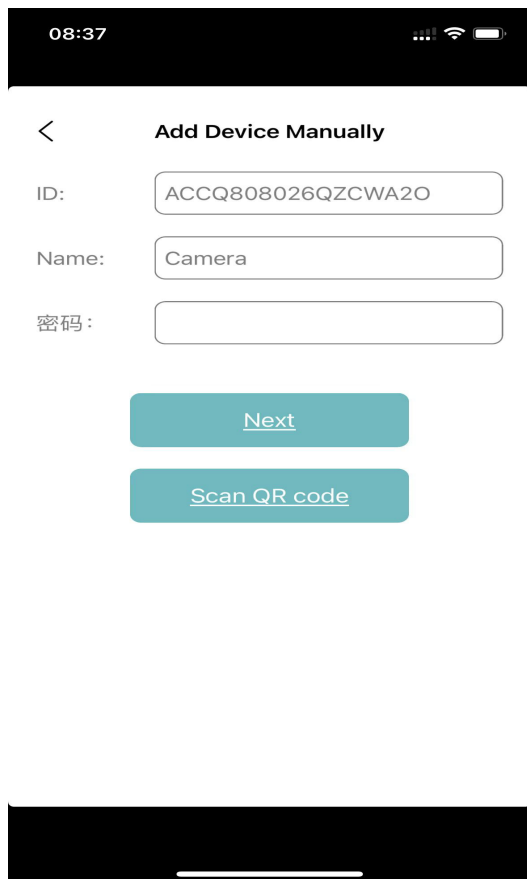 08:37
Add Device Manually
ID:
ACCQ808026QZCWA2O
Name:
Camera
密码：
Next
Scan QR code